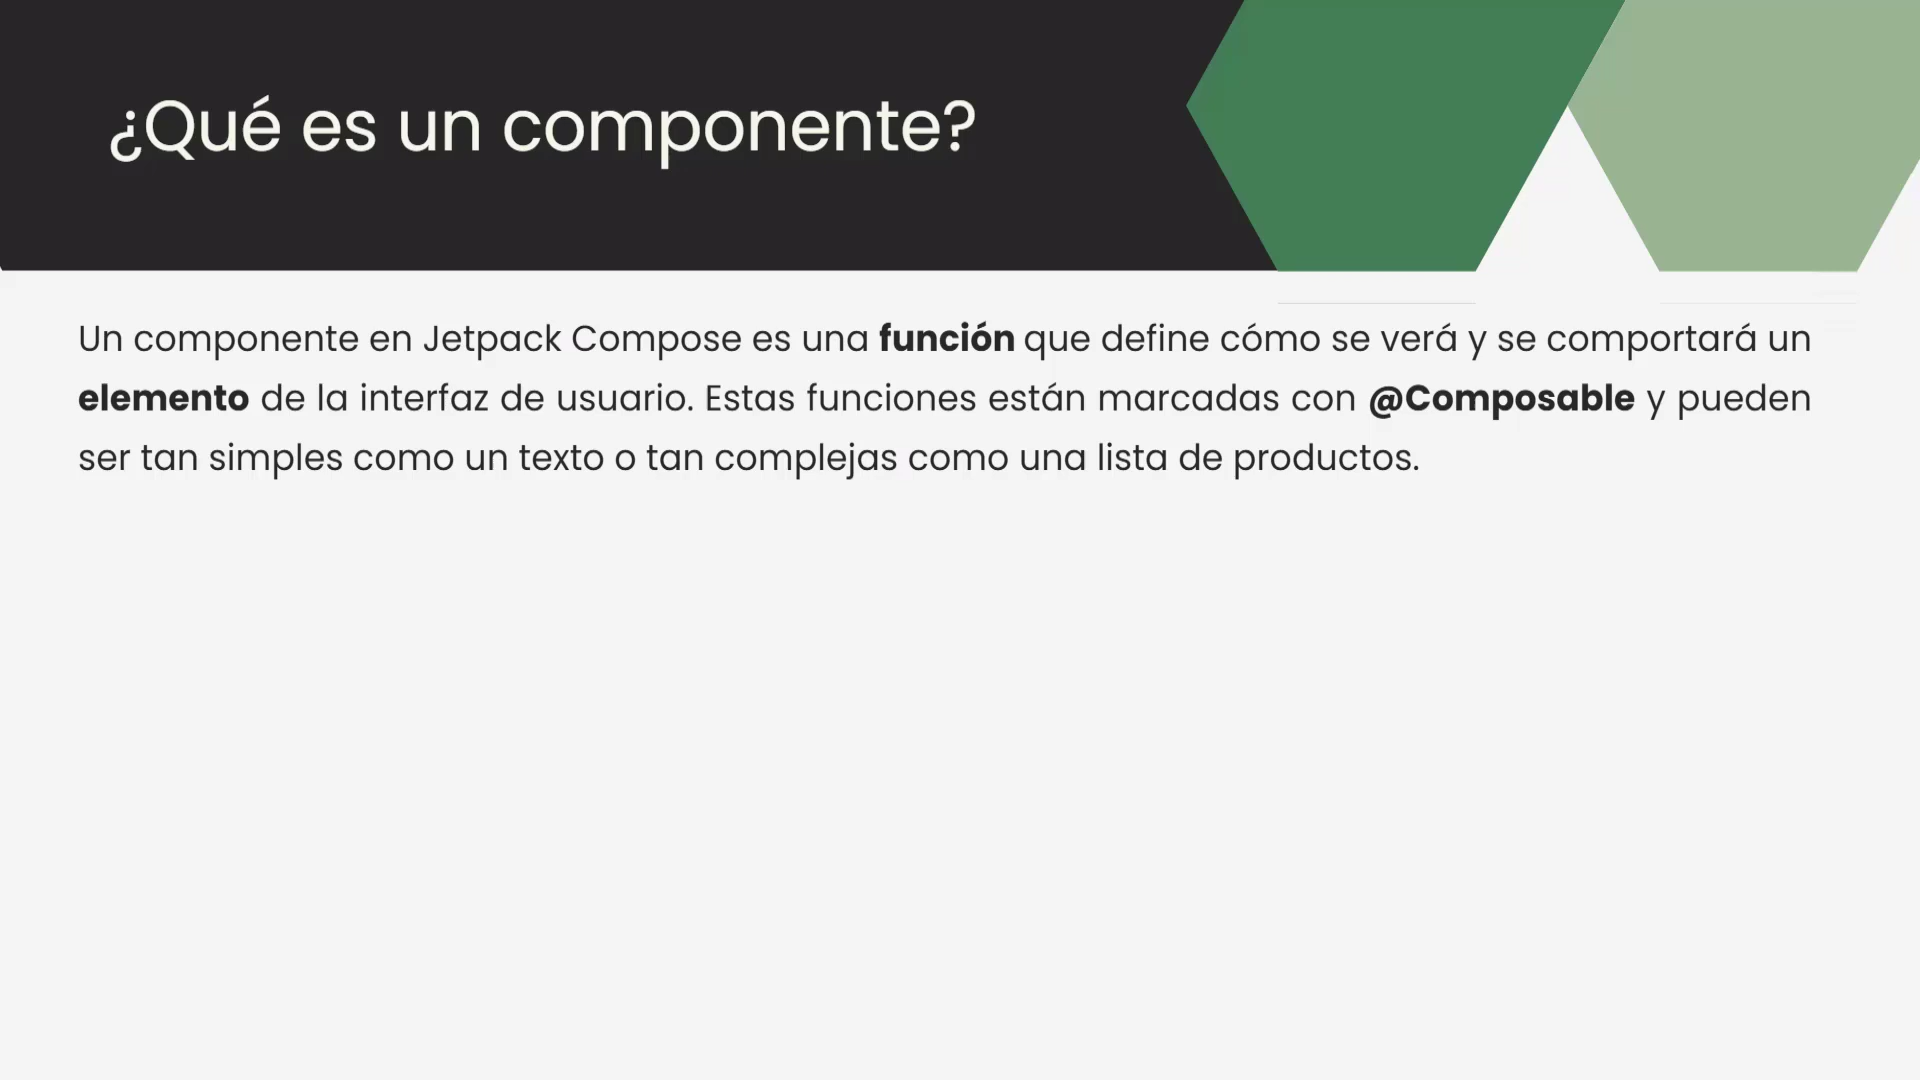 ¿Qué es un componente?
Un componente en Jetpack Compose es una función que define cómo se verá y se comportará un
elemento de la interfaz de usuario. Estas funciones están marcadas con @Composable y pueden
ser tan simples como un texto o tan complejas como una lista de productos.